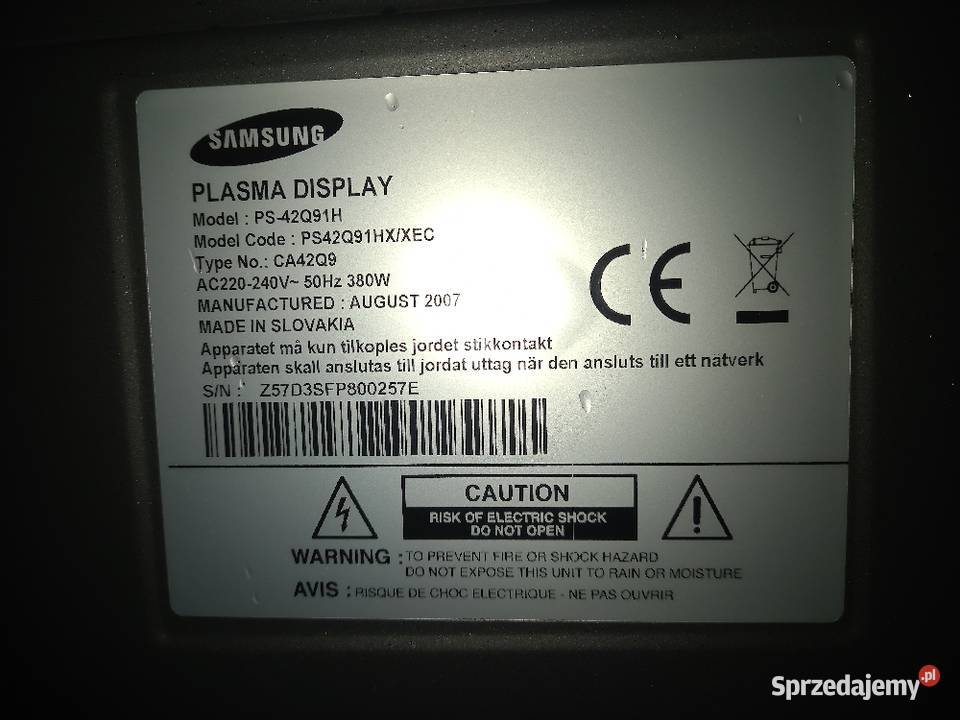 SAMSUNG
PLASMA DISPLAY
Model : PS-42Q91H
Model Code : PS42Q91HX/XEC
Type No.: CA42Q9
AC220-240V~ 50Hz 380W
MANUFACTURED : AUGUST 2007
MADE IN SLOVAKIA
Apparatet må kun tilkoples jordet stikkontakt
Apparaten skall anslutas till jordat uttag när den ansluts till ett nätverk
S/N : Z57D3SFP800257E
CE
CAUTION
RISK OF ELECTRIC SHOCK
DO NOT OPEN
WARNING : TO PREVENT FIRE OR SHOCK HAZARD
DO NOT EXPOSE THIS UNIT TO RAIN OR MOISTURE
AVIS : RISQUE DE CHOC ELECTRIQUE - NE PAS OUVRIR
Sprzedajemy.pl